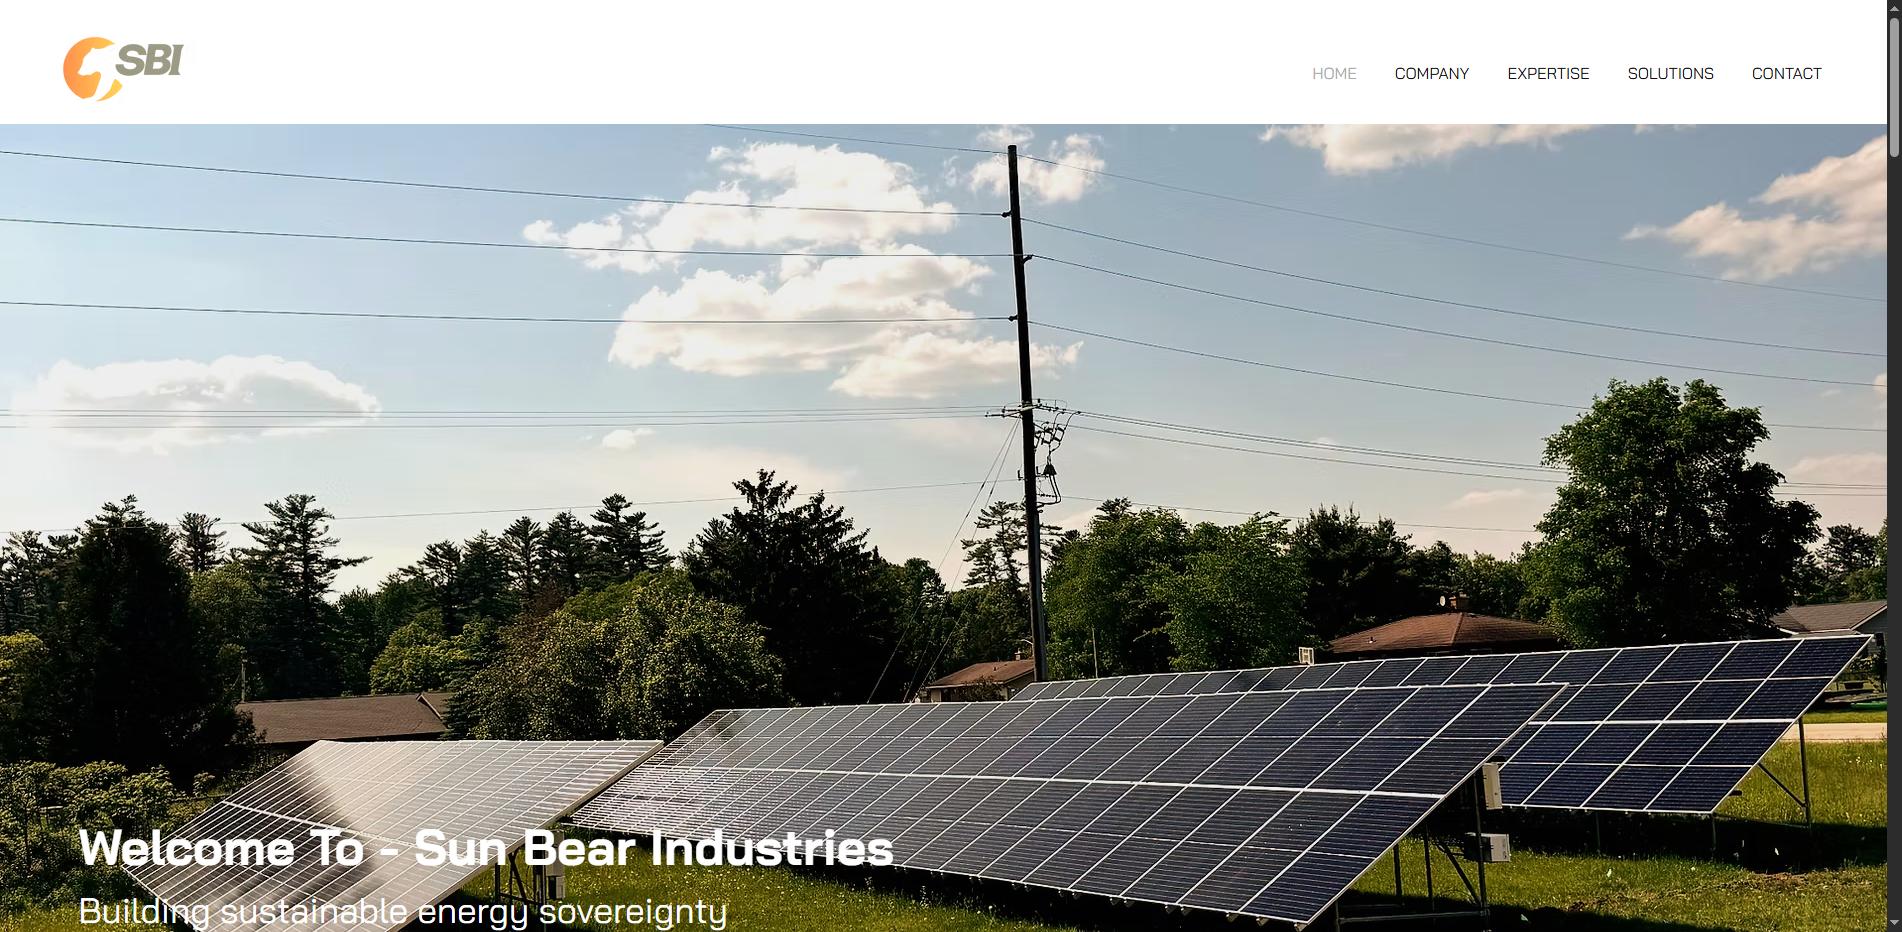 SBI
HOME
COMPANY
EXPERTISE
SOLUTIONS
CONTACT
Welcome To - Sun Bear Industries
Building sustainable energy sovereignty